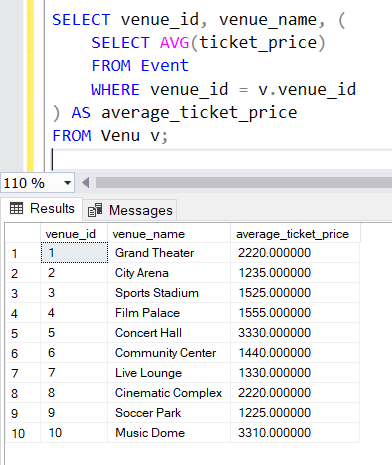 SELECT venue_id, venue_name, (
SELECT AVG(ticket_price)
FROM Event
WHERE venue_id = v.venue_id
) AS average_ticket_price
FROM Venu v;
110 %
Results Messages
venue_id venue_name average_ticket_price
1 1 Grand Theater 2220.000000
2 2 City Arena 1235.000000
3 3 Sports Stadium 1525.000000
4 4 Film Palace 1555.000000
5 5 Concert Hall 3330.000000
6 6 Community Center 1440.000000
7 7 Live Lounge 1330.000000
8 8 Cinematic Complex 2220.000000
9 9 Soccer Park 1225.000000
10 10 Music Dome 3310.000000